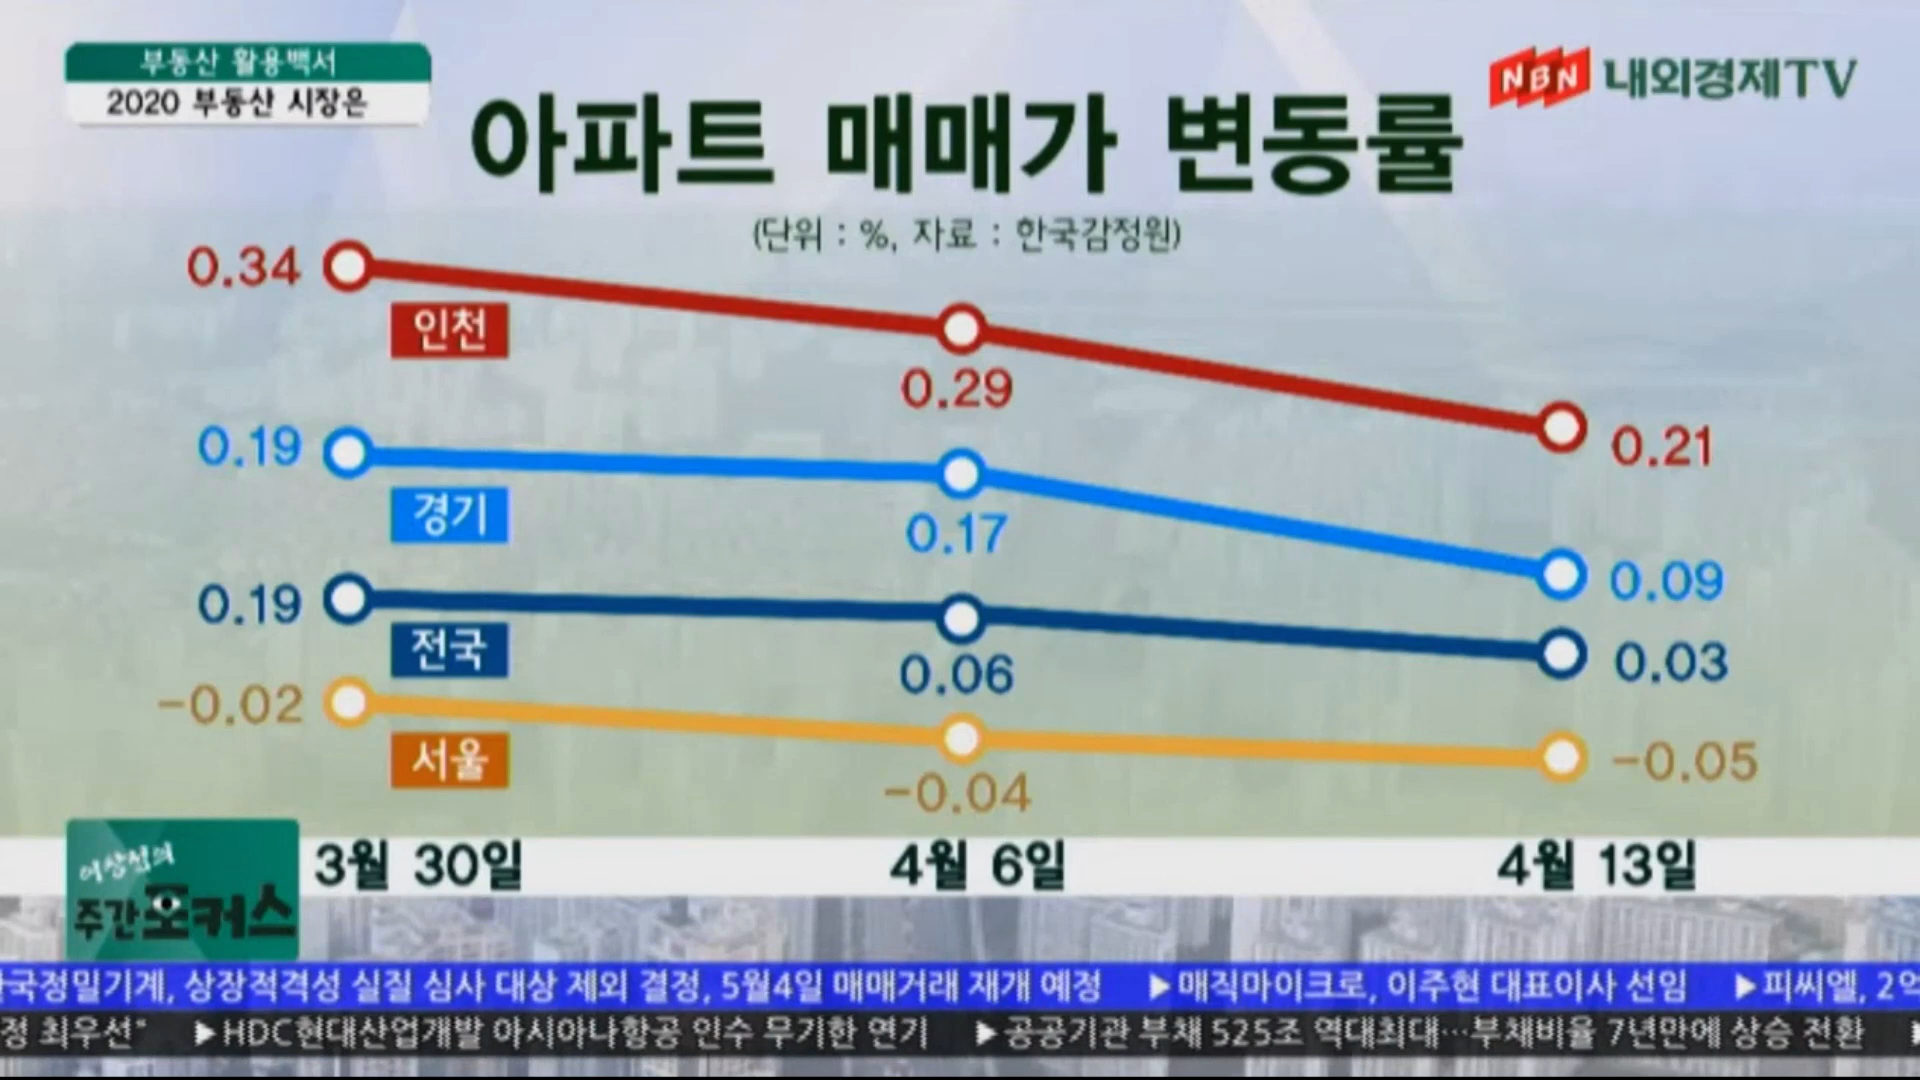 부동산 활용백서
2020 부동산 시장은
NBN 내외경제TV
아파트 매매가 변동률
(단위 : %, 자료 : 한국감정원)
0.34
인천
0.29
0.21
0.19
경기
0.17
0.09
0.19
전국
0.06
0.03
-0.02
서울
-0.04
-0.05
3월 30일
4월 6일
4월 13일
주간포커스
국정밀기계, 상장적격성 실질 심사 대상 제외 결정, 5월4일 매매거래 재개 예정 ▶매직마이크로, 이주현 대표이사 선임 ▶피씨엘, 2억
정 최우선" ▶HDC현대산업개발 아시아나항공 인수 무기한 연기 ▶공공기관 부채 525조 역대최대…부채비율 7년만에 상승 전환